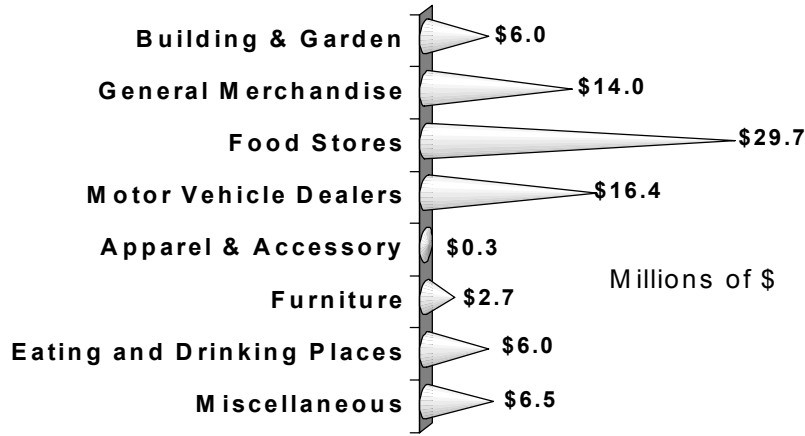 Building & Garden $6.0
General Merchandise $14.0
Food Stores $29.7
Motor Vehicle Dealers $16.4
Apparel & Accessory $0.3
Millions of $
Furniture $2.7
Eating and Drinking Places $6.0
Miscellaneous $6.5